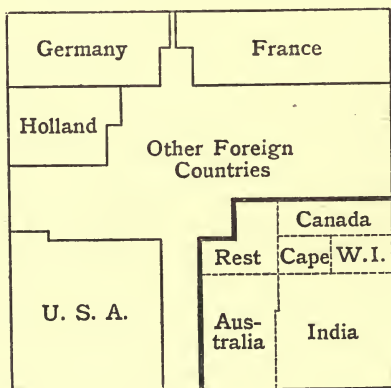 Germany
France
Holland
Other Foreign
Countries
Canada
Rest
Cape
W.I.
U. S. A.
Aus-
tralia
India